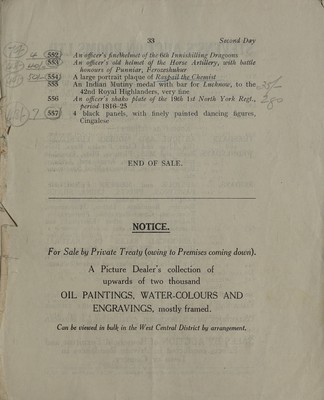 33 Second Day
552 An officer's fine helmet of the 6th Inniskilling Dragoons
553 An officer's old helmet of the Horse Artillery, with battle
honours of Punniar, Ferozeshuhur
554 A large portrait plaque of Raspail the Chemist
555 An Indian Mutiny medal with bar for Lucknow, to the
42nd Royal Highlanders, very fine
556 An officer's shako plate of the 19th 1st North York Regt.,
period 1816-25
557 4 black panels, with finely painted dancing figures,
Cingalese
END OF SALE.
NOTICE.
For Sale by Private Treaty (owing to Premises coming down).
A Picture Dealer's collection of
upwards of two thousand
OIL PAINTINGS, WATER-COLOURS AND
ENGRAVINGS, mostly framed.
Can be viewed in bulk in the West Central District by arrangement.